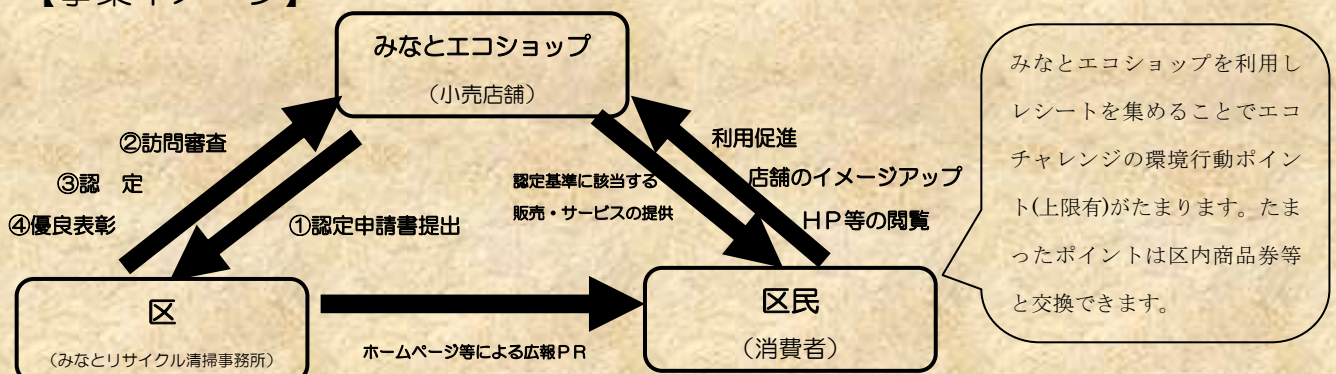 【事業イメージ】
みなとエコショップ
（小売店舗）
②訪問審査
③認　定
④優良表彰
①認定申請書提出
認定基準に該当する
販売・サービスの提供
利用促進
店舗のイメージアップ
ＨＰ等の閲覧
区
（みなとリサイクル清掃事務所）
ホームページ等による広報ＰＲ
区民
（消費者）
みなとエコショップを利用し
レシートを集めることでエコ
チャレンジの環境行動ポイン
ト(上限有)がたまります。たま
ったポイントは区内商品券等
と交換できます。